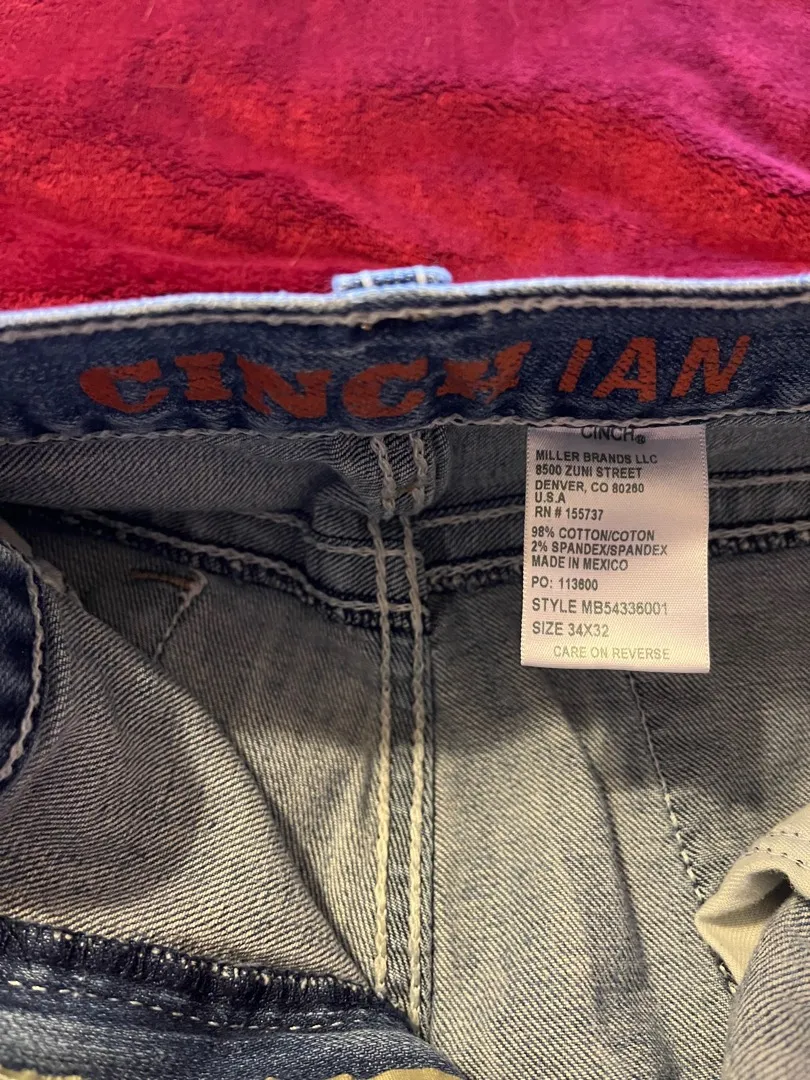 CINCH IAN
CINCH®
MILLER BRANDS LLC
8500 ZUNI STREET
DENVER, CO 80260
U.S.A
RN # 155737
98% COTTON/COTON
2% SPANDEX/SPANDEX
MADE IN MEXICO
PO: 113600
STYLE MB54336001
SIZE 34X32
CARE ON REVERSE